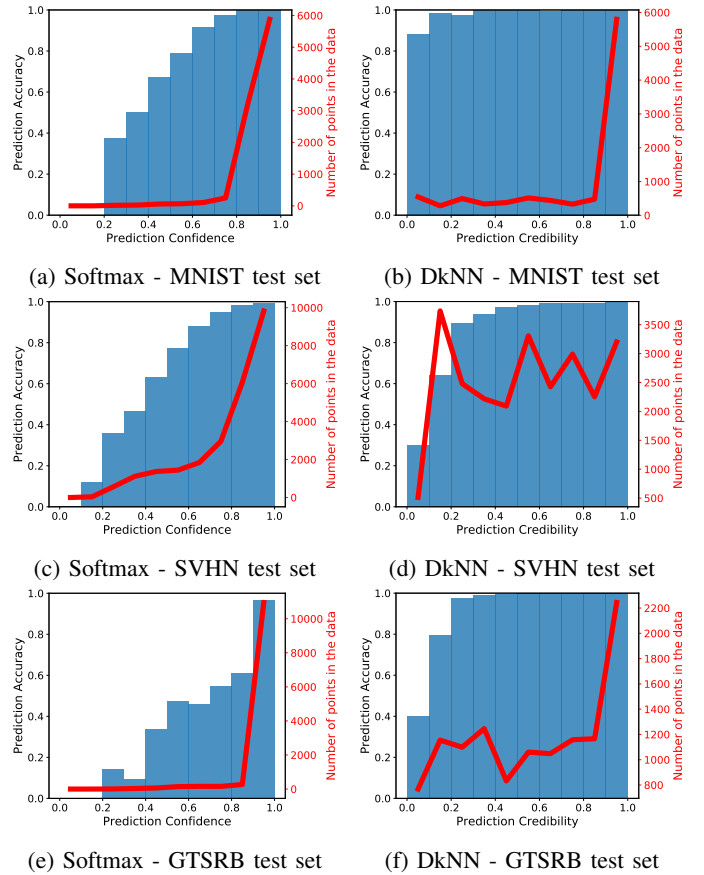 1.0
0.8
0.6
0.4
0.2
0.0
Prediction Accuracy
0.0 0.2 0.4 0.6 0.8 1.0
Prediction Confidence
6000
5000
4000
3000
2000
1000
0
Number of points in the data
(a) Softmax - MNIST test set
1.0
0.8
0.6
0.4
0.2
0.0
Prediction Accuracy
0.0 0.2 0.4 0.6 0.8 1.0
Prediction Credibility
6000
5000
4000
3000
2000
1000
0
Number of points in the data
(b) DkNN - MNIST test set
1.0
0.8
0.6
0.4
0.2
0.0
Prediction Accuracy
0.0 0.2 0.4 0.6 0.8 1.0
Prediction Confidence
10000
8000
6000
4000
2000
0
Number of points in the data
(c) Softmax - SVHN test set
1.0
0.8
0.6
0.4
0.2
0.0
Prediction Accuracy
0.0 0.2 0.4 0.6 0.8 1.0
Prediction Credibility
3500
3000
2500
2000
1500
1000
500
Number of points in the data
(d) DkNN - SVHN test set
1.0
0.8
0.6
0.4
0.2
0.0
Prediction Accuracy
0.0 0.2 0.4 0.6 0.8 1.0
Prediction Confidence
10000
8000
6000
4000
2000
0
Number of points in the data
(e) Softmax - GTSRB test set
1.0
0.8
0.6
0.4
0.2
0.0
Prediction Accuracy
0.0 0.2 0.4 0.6 0.8 1.0
Prediction Credibility
2200
2000
1800
1600
1400
1200
1000
800
Number of points in the data
(f) DkNN - GTSRB test set